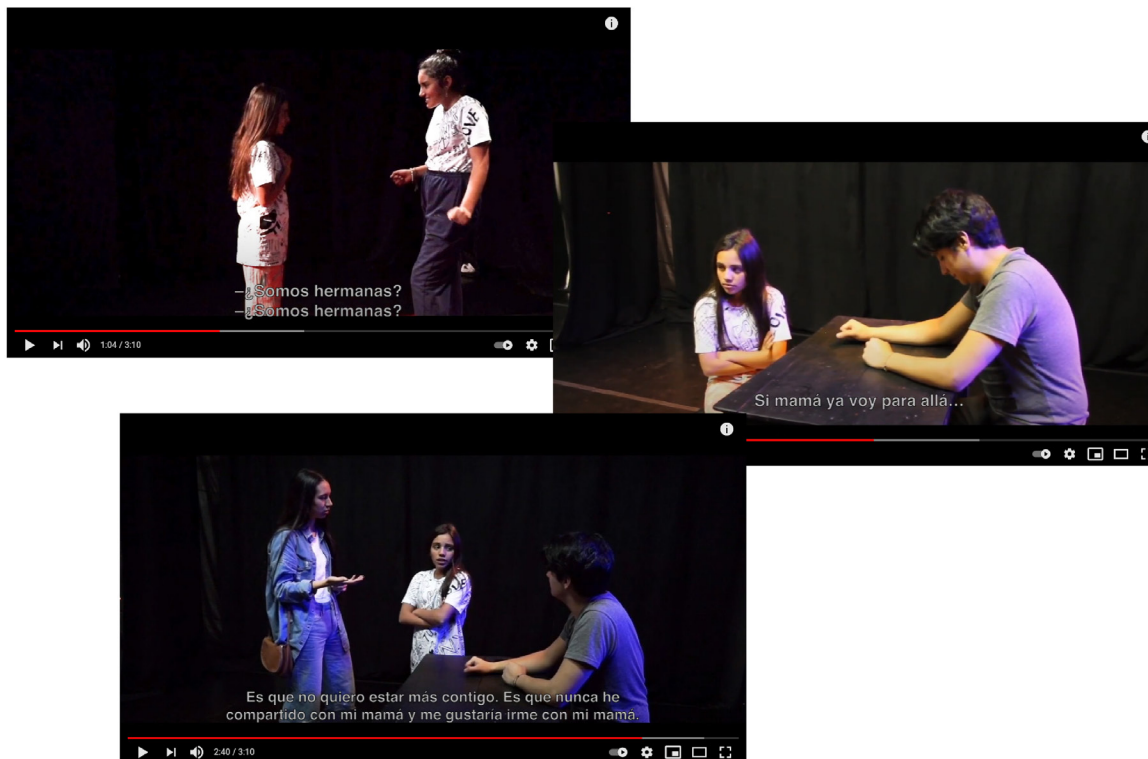 –¿Somos hermanas?
–¿Somos hermanas?
1:04 / 3:10
LOVE
Si mamá ya voy para allá...
Es que no quiero estar más contigo. Es que nunca he
compartido con mi mamá y me gustaría irme con mi mamá.
2:40 / 3:10